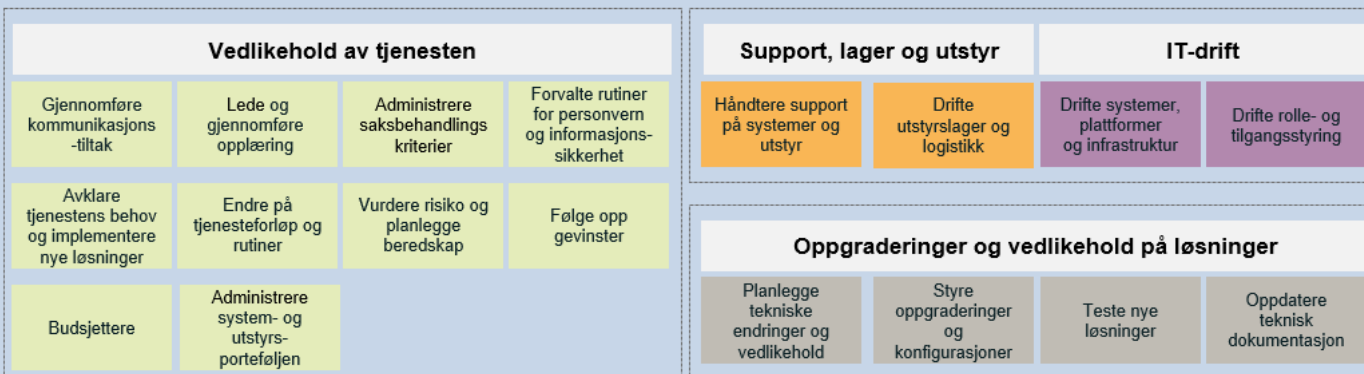 Vedlikehold av tjenesten
Gjennomføre
kommunikasjons
-tiltak
Lede og
gjennomføre
opplæring
Administrere
saksbehandlings
kriterier
Forvalte rutiner
for personvern
og informasjons-
sikkerhet
Avklare
tjenestens behov
og implementere
nye løsninger
Endre på
tjenesteforløp og
rutiner
Vurdere risiko og
planlegge
beredskap
Følge opp
gevinster
Budsjettere
Administrere
system- og
utstyrs-
porteføljen
Support, lager og utstyr
IT-drift
Håndtere support
på systemer og
utstyr
Drifte
utstyrslager og
logistikk
Drifte systemer,
plattformer
og infrastruktur
Drifte rolle- og
tilgangsstyring
Oppgraderinger og vedlikehold på løsninger
Planlegge
tekniske
endringer og
vedlikehold
Styre
oppgraderinger
og
konfigurasjoner
Teste nye
løsninger
Oppdatere
teknisk
dokumentasjon